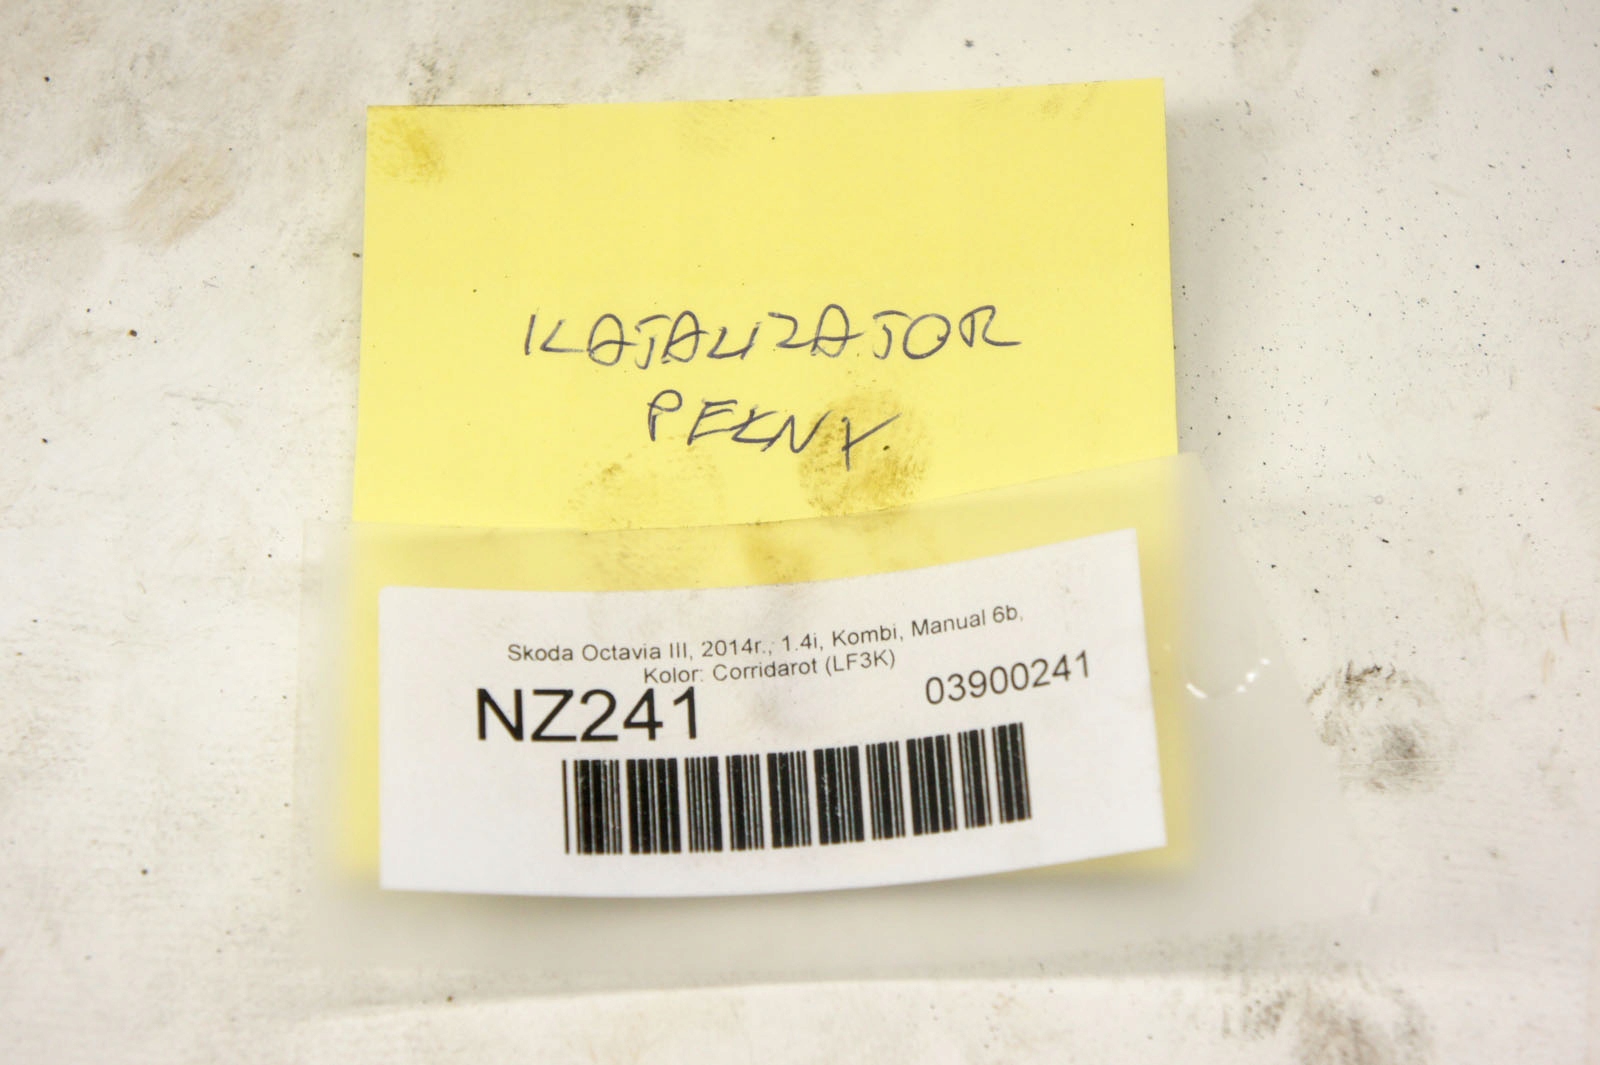 KATALIZATOR
PEŁNY
Skoda Octavia III, 2014r., 1.4i, Kombi, Manual 6b,
Kolor: Corridarot (LF3K)
NZ241
03900241